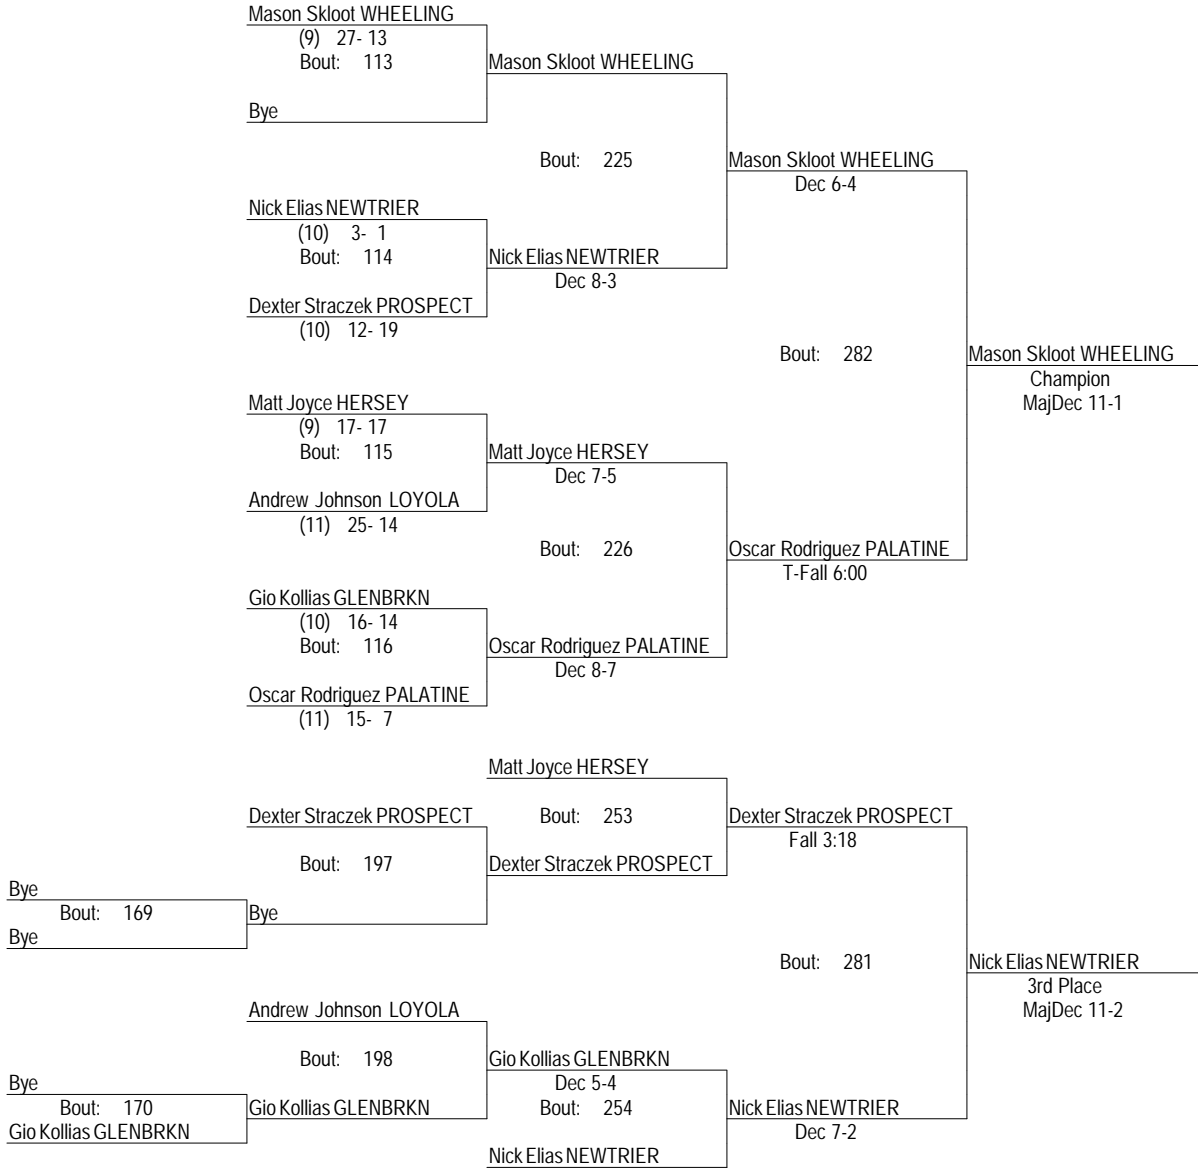 Mason Skloot WHEELING
(9) 27- 13
Bout: 113
Mason Skloot WHEELING
Bye
Bout: 225
Mason Skloot WHEELING
Dec 6-4
Nick Elias NEWTRIER
(10) 3- 1
Bout: 114
Nick Elias NEWTRIER
Dec 8-3
Dexter Straczek PROSPECT
(10) 12- 19
Bout: 282
Mason Skloot WHEELING
Champion
MajDec 11-1
Matt Joyce HERSEY
(9) 17- 17
Bout: 115
Matt Joyce HERSEY
Dec 7-5
Andrew Johnson LOYOLA
(11) 25- 14
Bout: 226
Oscar Rodriguez PALATINE
T-Fall 6:00
Gio Kollias GLENBRKN
(10) 16- 14
Bout: 116
Oscar Rodriguez PALATINE
Dec 8-7
Oscar Rodriguez PALATINE
(11) 15- 7
Matt Joyce HERSEY
Dexter Straczek PROSPECT
Bout: 253
Dexter Straczek PROSPECT
Fall 3:18
Bout: 197
Dexter Straczek PROSPECT
Bye
Bout: 169
Bye
Bye
Bout: 281
Nick Elias NEWTRIER
3rd Place
MajDec 11-2
Andrew Johnson LOYOLA
Bout: 198
Gio Kollias GLENBRKN
Dec 5-4
Bye
Bout: 170
Gio Kollias GLENBRKN
Bout: 254
Nick Elias NEWTRIER
Dec 7-2
Gio Kollias GLENBRKN
Nick Elias NEWTRIER